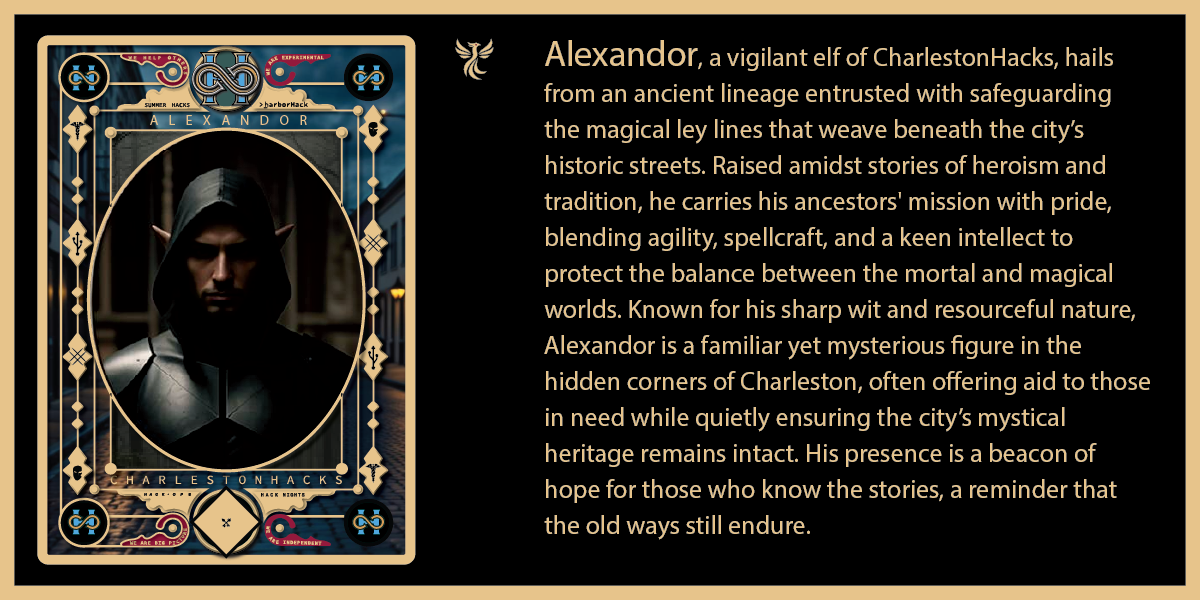 WE HELP OTHERS
WE ARE EXPERIMENTAL
SUMMER HACKS
>harborHack
ALEXANDOR
CHARLESTONHACKS
HACK-OPS
HACK NIGHTS
WE ARE BIG PICTURE
WE ARE INDEPENDENT
Alexandor, a vigilant elf of CharlestonHacks, hails
from an ancient lineage entrusted with safeguarding
the magical ley lines that weave beneath the city’s
historic streets. Raised amidst stories of heroism and
tradition, he carries his ancestors' mission with pride,
blending agility, spellcraft, and a keen intellect to
protect the balance between the mortal and magical
worlds. Known for his sharp wit and resourceful nature,
Alexandor is a familiar yet mysterious figure in the
hidden corners of Charleston, often offering aid to those
in need while quietly ensuring the city’s mystical
heritage remains intact. His presence is a beacon of
hope for those who know the stories, a reminder that
the old ways still endure.